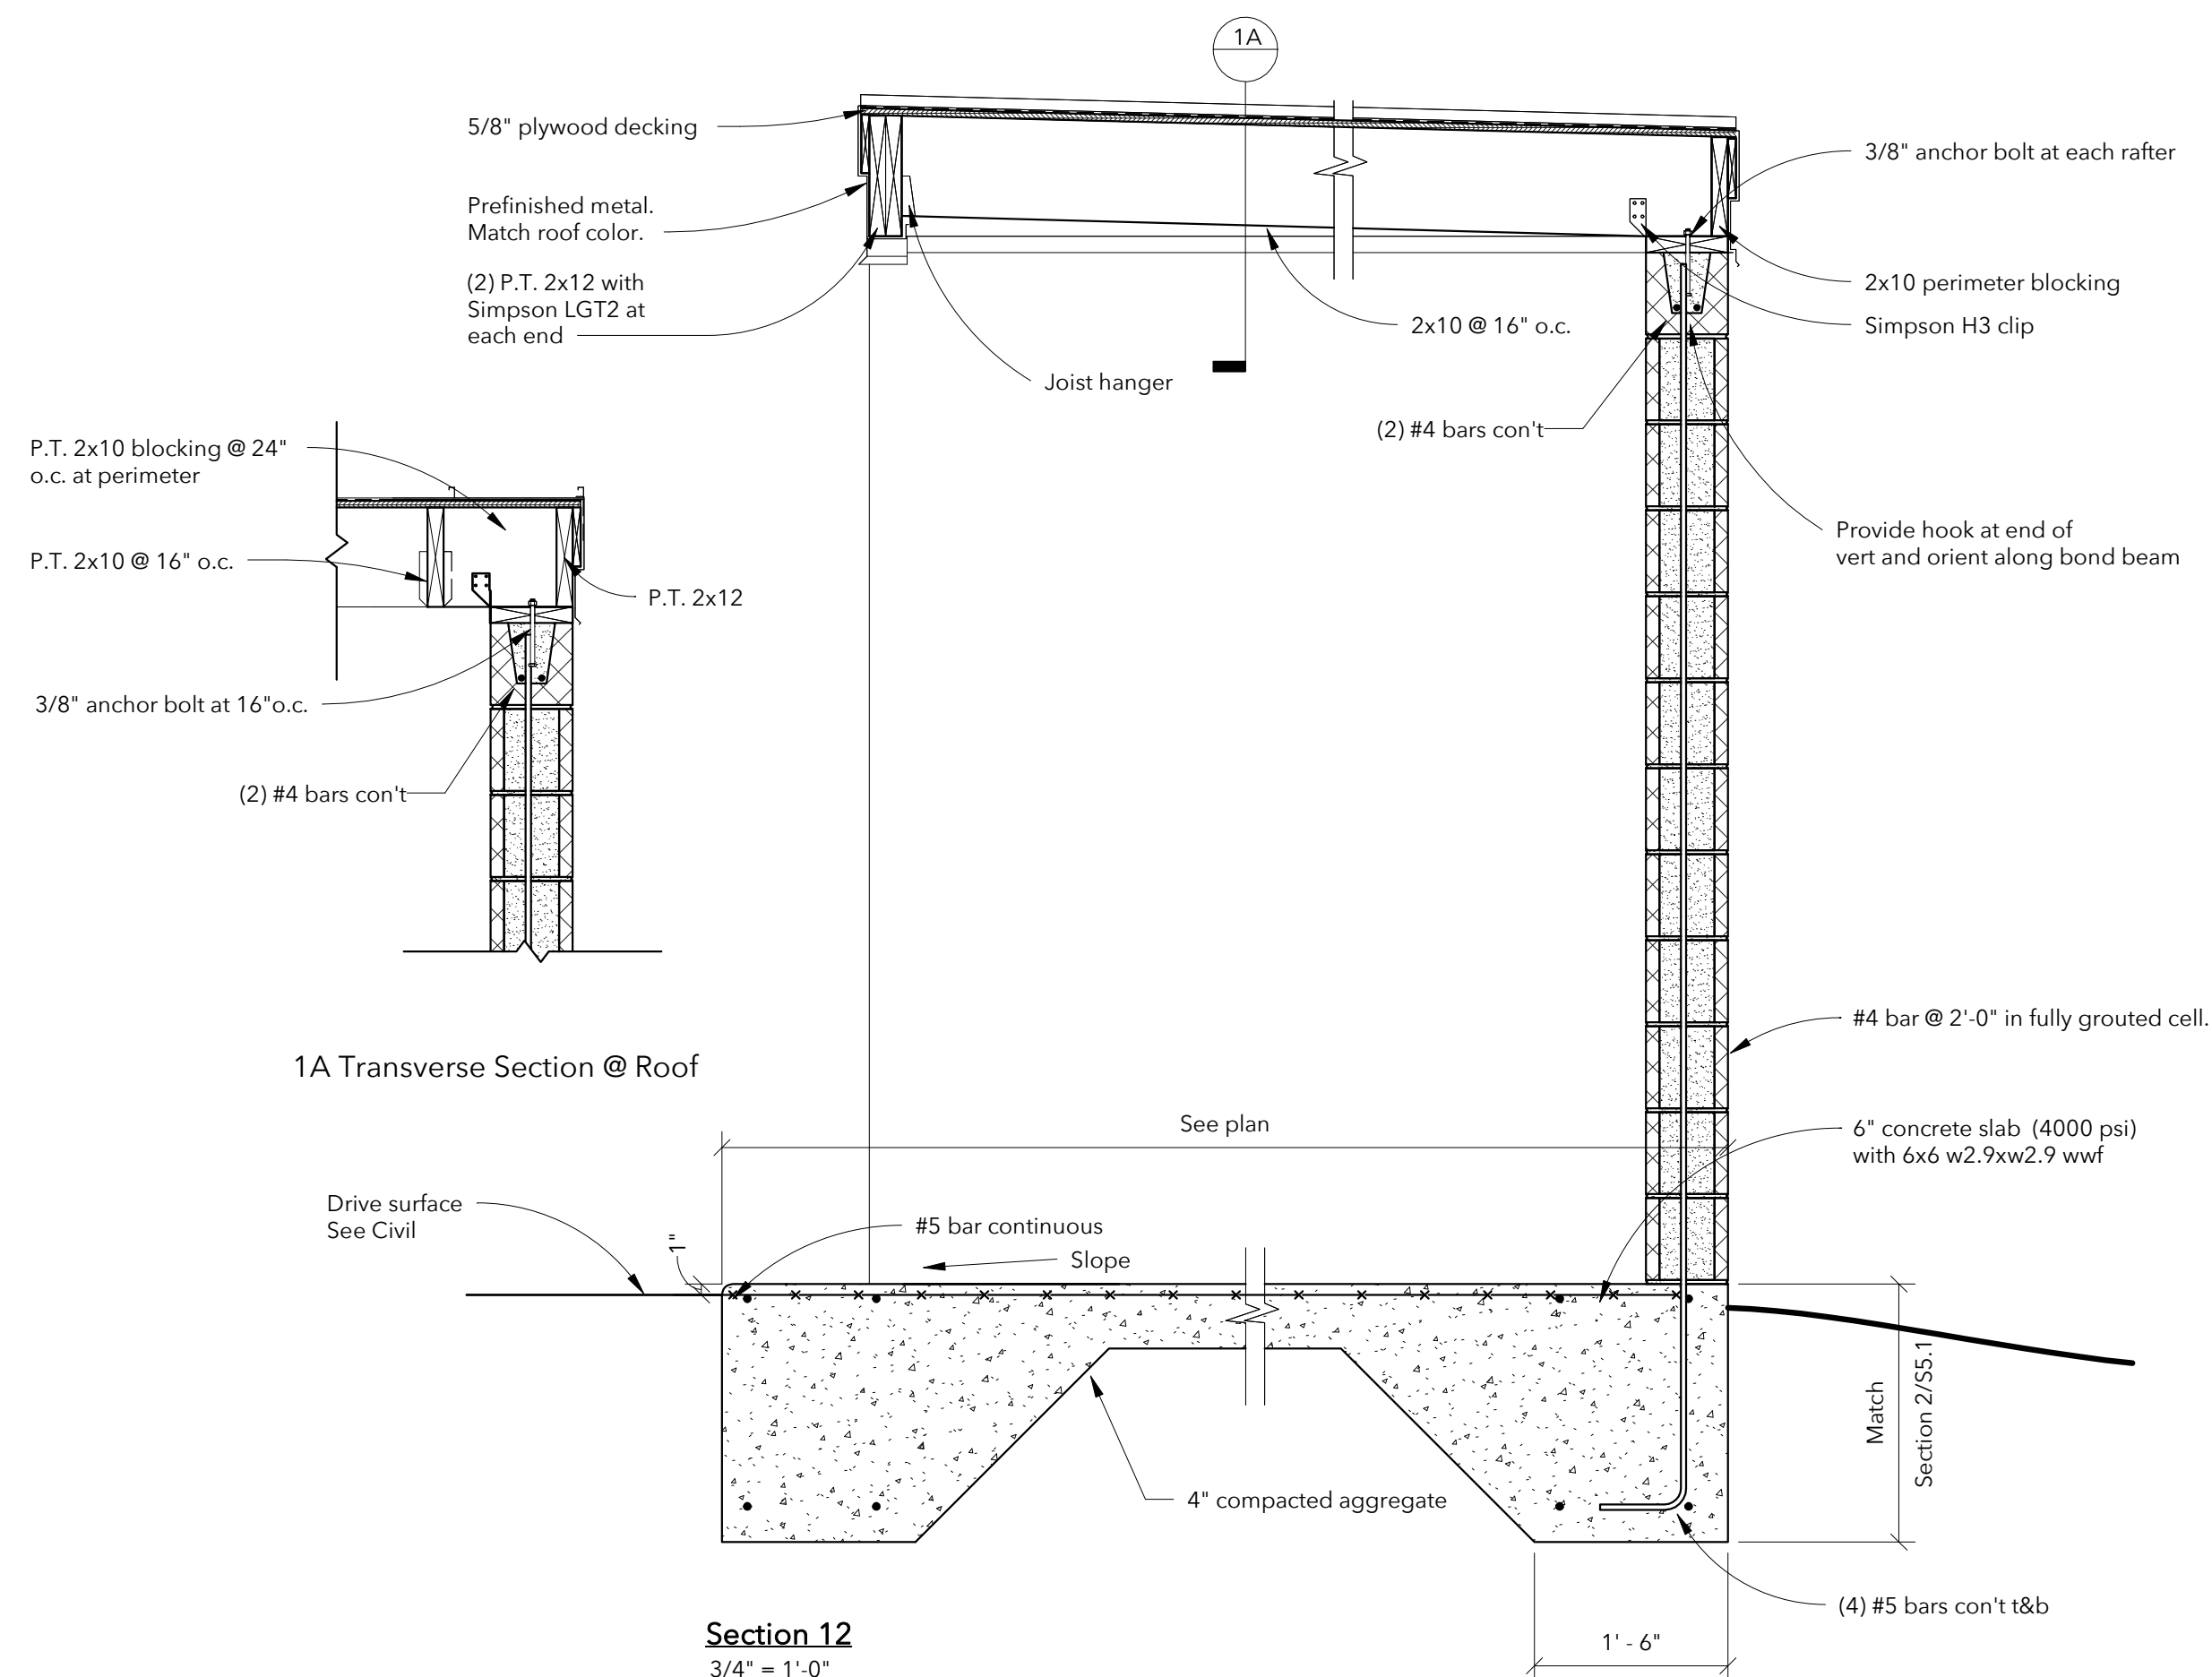 1A
5/8" plywood decking
Prefinished metal.
Match roof color.
(2) P.T. 2x12 with
Simpson LGT2 at
each end
3/8" anchor bolt at each rafter
2x10 perimeter blocking
Simpson H3 clip
2x10 @ 16" o.c.
Joist hanger
(2) #4 bars con't
Provide hook at end of
vert and orient along bond beam
P.T. 2x10 blocking @ 24"
o.c. at perimeter
P.T. 2x10 @ 16" o.c.
P.T. 2x12
3/8" anchor bolt at 16"o.c.
(2) #4 bars con't
1A Transverse Section @ Roof
#4 bar @ 2'-0" in fully grouted cell.
See plan
6" concrete slab (4000 psi)
with 6x6 w2.9xw2.9 wwf
Drive surface
See Civil
1"
#5 bar continuous
Slope
Match
Section 2/S5.1
4" compacted aggregate
(4) #5 bars con't t&b
1' - 6"
Section 12
3/4" = 1'-0"